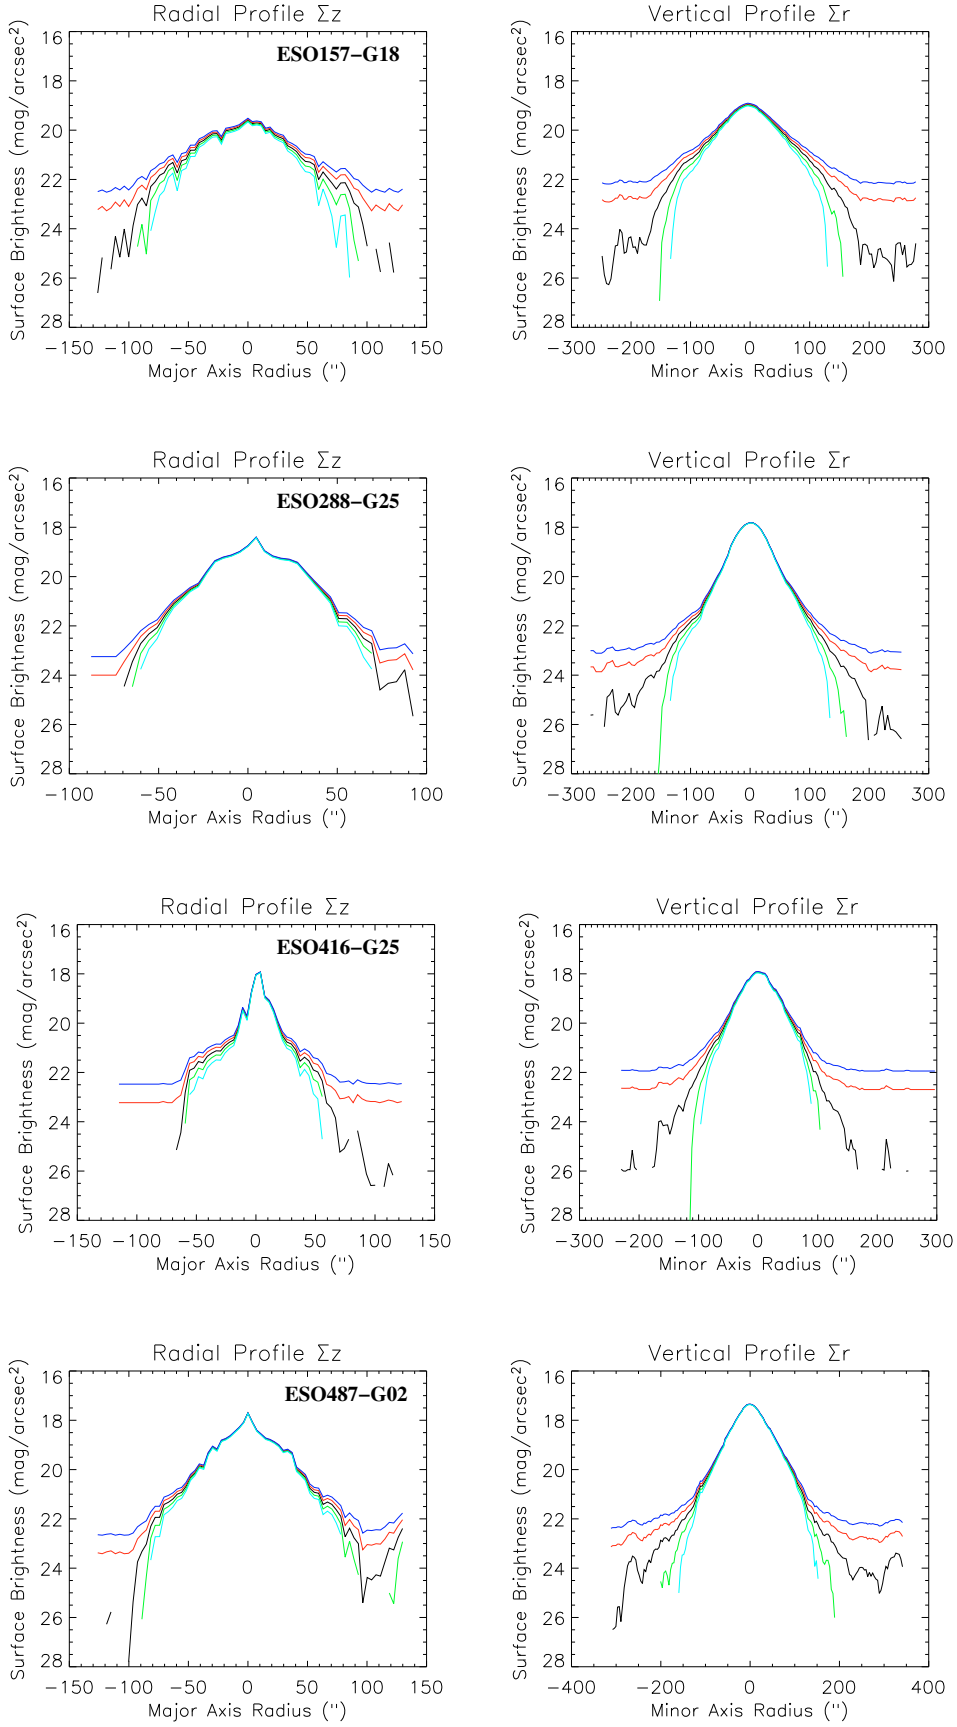 Radial Profile Σz
Vertical Profile Σr
ESO157−G18
Surface Brightness (mag/arcsec²)
16
18
20
22
24
26
28
−150 −100 −50 0 50 100 150
Major Axis Radius (")
Surface Brightness (mag/arcsec²)
16
18
20
22
24
26
28
−300 −200 −100 0 100 200 300
Minor Axis Radius (")
Radial Profile Σz
Vertical Profile Σr
ESO288−G25
Surface Brightness (mag/arcsec²)
16
18
20
22
24
26
28
−100 −50 0 50 100
Major Axis Radius (")
Surface Brightness (mag/arcsec²)
16
18
20
22
24
26
28
−300 −200 −100 0 100 200 300
Minor Axis Radius (")
Radial Profile Σz
Vertical Profile Σr
ESO416−G25
Surface Brightness (mag/arcsec²)
16
18
20
22
24
26
28
−150 −100 −50 0 50 100 150
Major Axis Radius (")
Surface Brightness (mag/arcsec²)
16
18
20
22
24
26
28
−300 −200 −100 0 100 200 300
Minor Axis Radius (")
Radial Profile Σz
Vertical Profile Σr
ESO487−G02
Surface Brightness (mag/arcsec²)
16
18
20
22
24
26
28
−150 −100 −50 0 50 100 150
Major Axis Radius (")
Surface Brightness (mag/arcsec²)
16
18
20
22
24
26
28
−400 −200 0 200 400
Minor Axis Radius (")